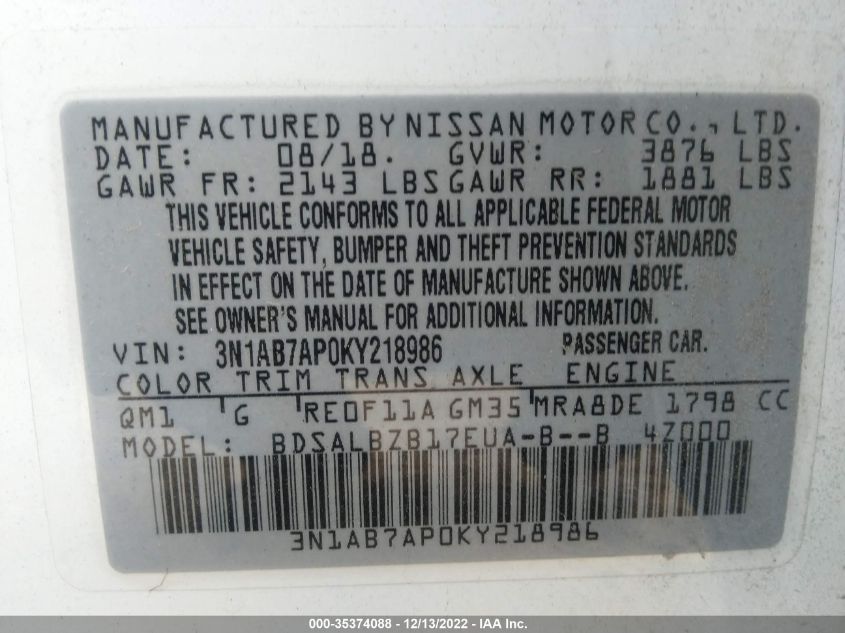 MANUFACTURED BY NISSAN MOTOR CO., LTD.
DATE: 08/18. GVWR: 3876 LBS
GAWR FR: 2143 LBS GAWR RR: 1881 LBS
THIS VEHICLE CONFORMS TO ALL APPLICABLE FEDERAL MOTOR
VEHICLE SAFETY, BUMPER AND THEFT PREVENTION STANDARDS
IN EFFECT ON THE DATE OF MANUFACTURE SHOWN ABOVE.
SEE OWNER'S MANUAL FOR ADDITIONAL INFORMATION.
VIN: 3N1AB7AP0KY218986 PASSENGER CAR.
COLOR TRIM TRANS AXLE ENGINE
QM1 G RE0F11A GM35 MRA8DE 1798 CC
MODEL: BDSALBZB17EUA-B--B 4Z000
3N1AB7AP0KY218986
000-35374088 - 12/13/2022 - IAA Inc.